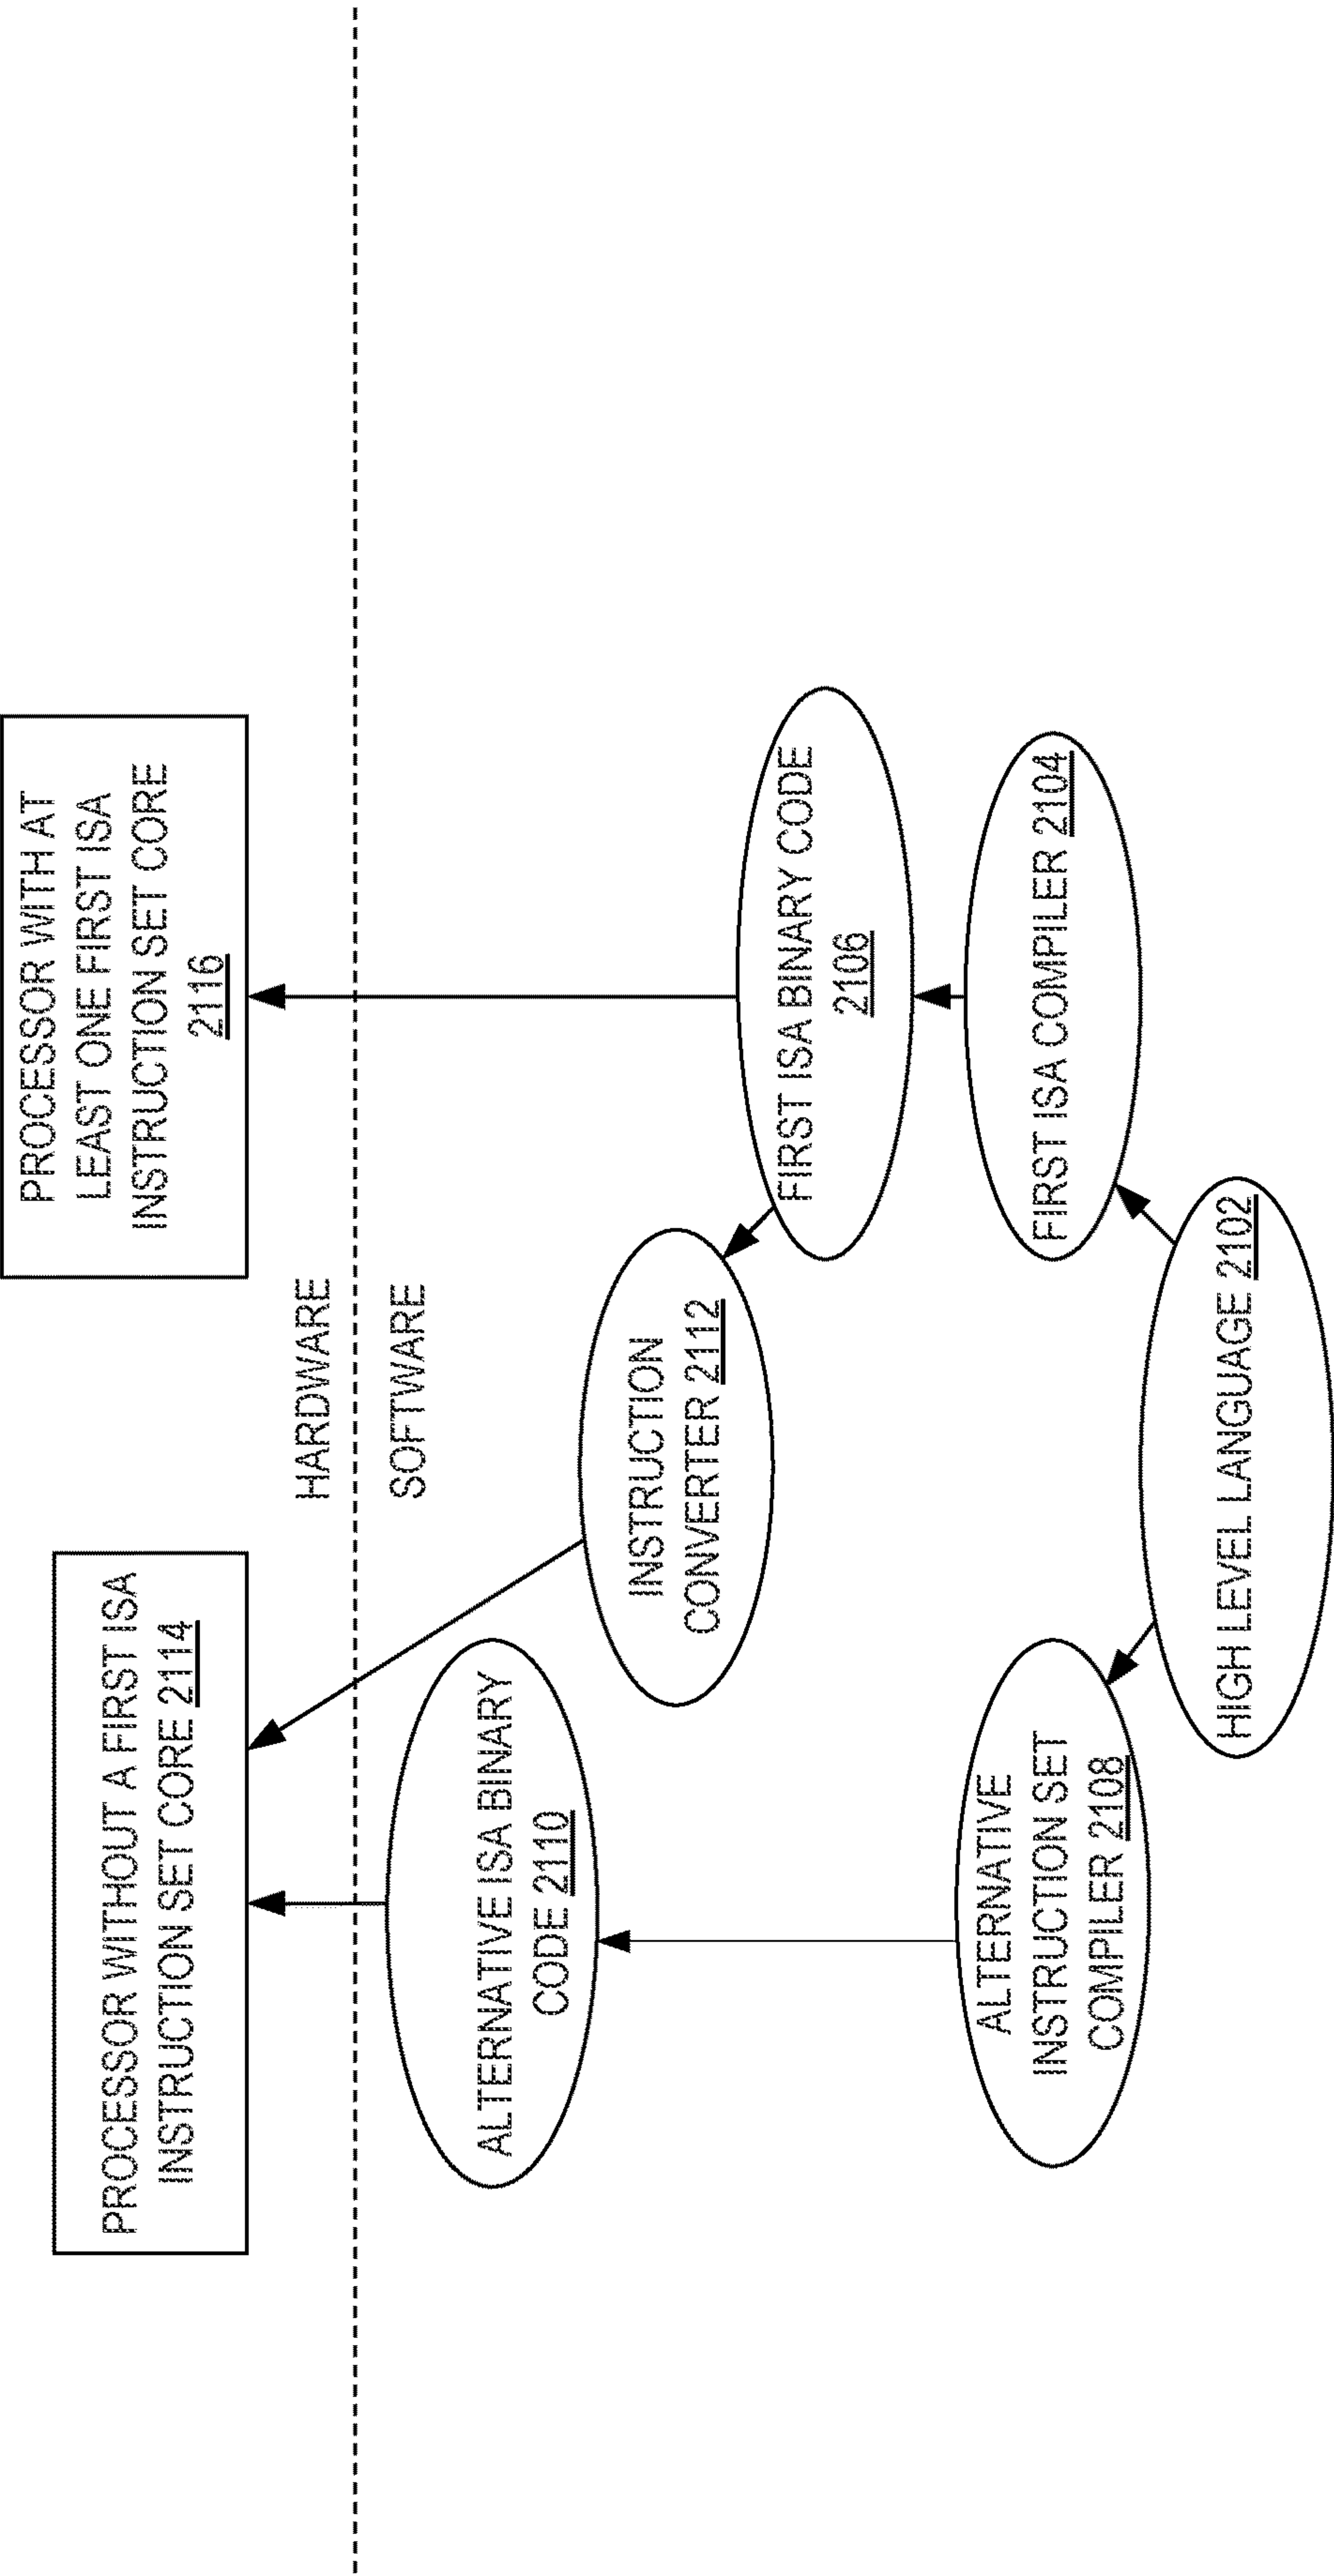 PROCESSOR WITHOUT A FIRST ISA
INSTRUCTION SET CORE 2114
PROCESSOR WITH AT
LEAST ONE FIRST ISA
INSTRUCTION SET CORE
2116
HARDWARE
SOFTWARE
ALTERNATIVE ISA BINARY
CODE 2110
INSTRUCTION
CONVERTER 2112
FIRST ISA BINARY CODE
2106
ALTERNATIVE
INSTRUCTION SET
COMPILER 2108
FIRST ISA COMPILER 2104
HIGH LEVEL LANGUAGE 2102